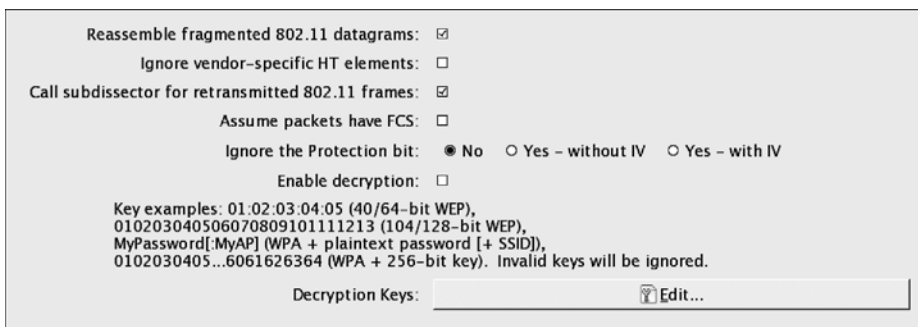 Reassemble fragmented 802.11 datagrams:
Ignore vendor-specific HT elements:
Call subdissector for retransmitted 802.11 frames:
Assume packets have FCS:
Ignore the Protection bit: No Yes - without IV Yes - with IV
Enable decryption:
Key examples: 01:02:03:04:05 (40/64-bit WEP),
010203040506070809101111213 (104/128-bit WEP),
MyPassword[:MyAP] (WPA + plaintext password [+ SSID]),
0102030405...6061626364 (WPA + 256-bit key). Invalid keys will be ignored.
Decryption Keys: Edit...